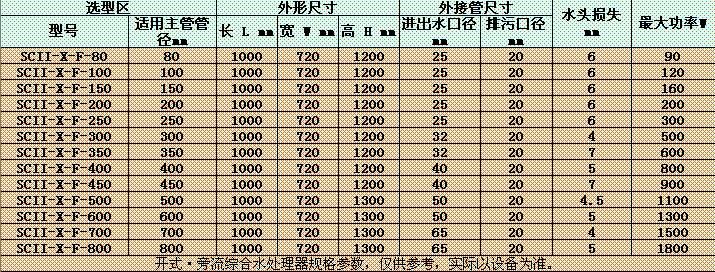 选型区 外形尺寸 外接管尺寸 水头损失mm 最大功率W
型号 适用主管管径mm 长 L mm 宽 W mm 高 H mm 进出水口径mm 排污口径mm
SCII-X-F-80 80 1000 720 1200 25 20 6 90
SCII-X-F-100 100 1000 720 1200 25 20 6 120
SCII-X-F-150 150 1000 720 1200 25 20 6 160
SCII-X-F-200 200 1000 720 1200 25 20 6 200
SCII-X-F-250 250 1000 720 1200 25 20 6 300
SCII-X-F-300 300 1000 720 1200 32 20 4 500
SCII-X-F-350 350 1000 720 1200 32 20 7 600
SCII-X-F-400 400 1000 720 1200 40 20 5 800
SCII-X-F-450 450 1000 720 1200 40 20 7 900
SCII-X-F-500 500 1000 720 1300 50 20 4.5 1100
SCII-X-F-600 600 1000 720 1300 50 20 5 1300
SCII-X-F-700 700 1000 720 1300 65 20 4 1500
SCII-X-F-800 800 1000 720 1300 65 20 5 1800
开式·旁流综合水处理器规格参数，仅供参考，实际以设备为准。